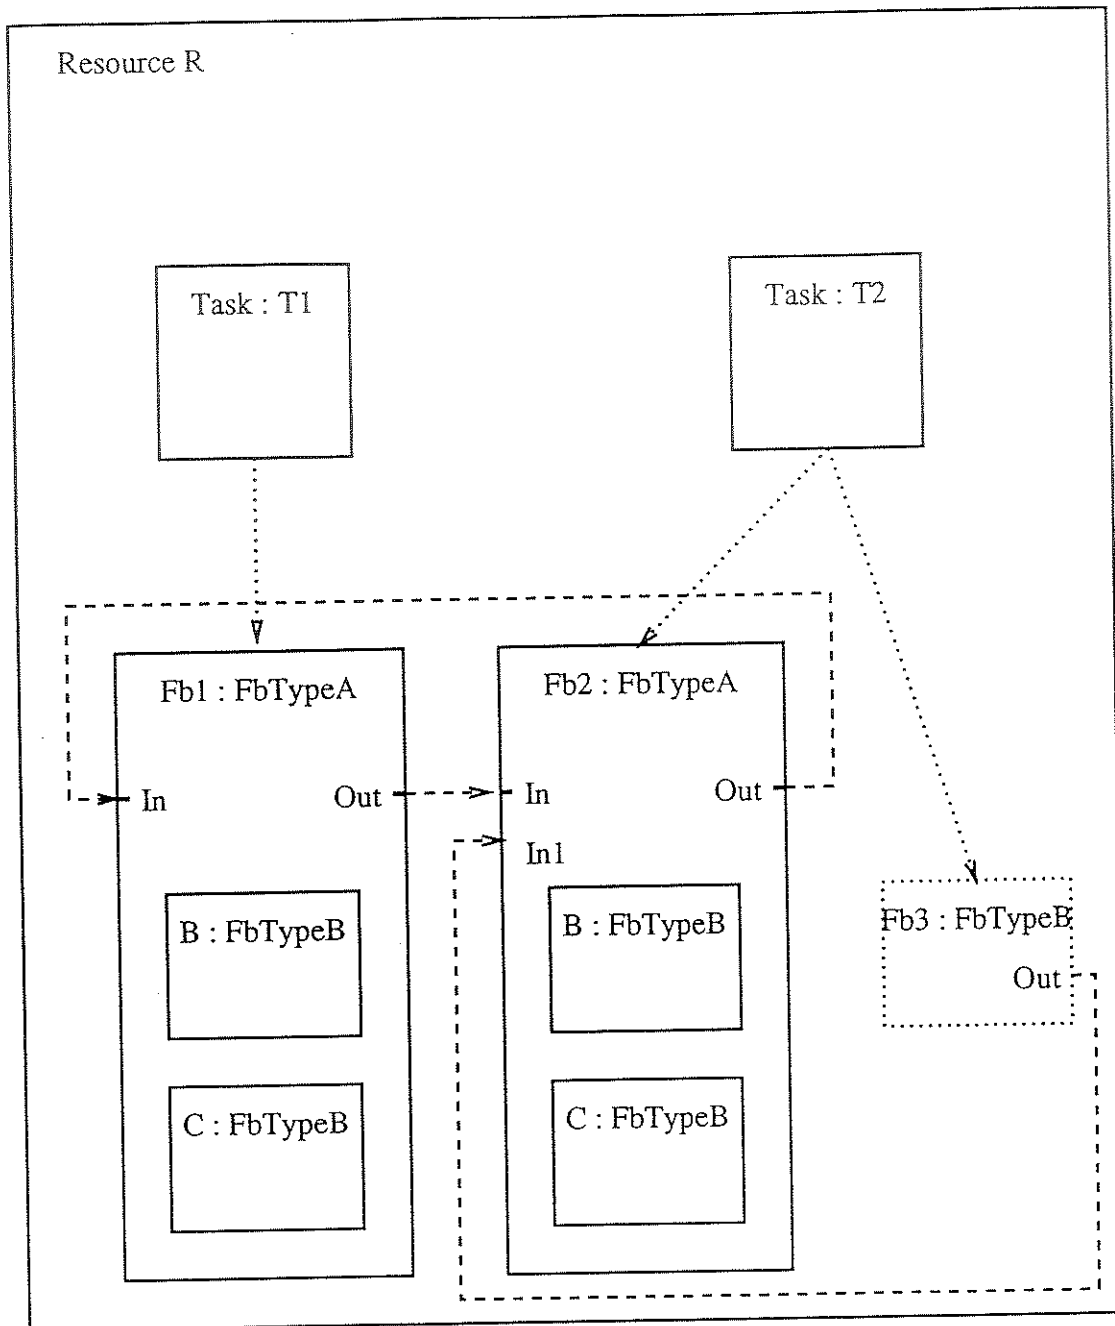 Resource R
Task : T1
Task : T2
Fb1 : FbTypeA
Fb2 : FbTypeA
In
Out
In
Out
In1
B : FbTypeB
B : FbTypeB
Fb3 : FbTypeB
Out
C : FbTypeB
C : FbTypeB